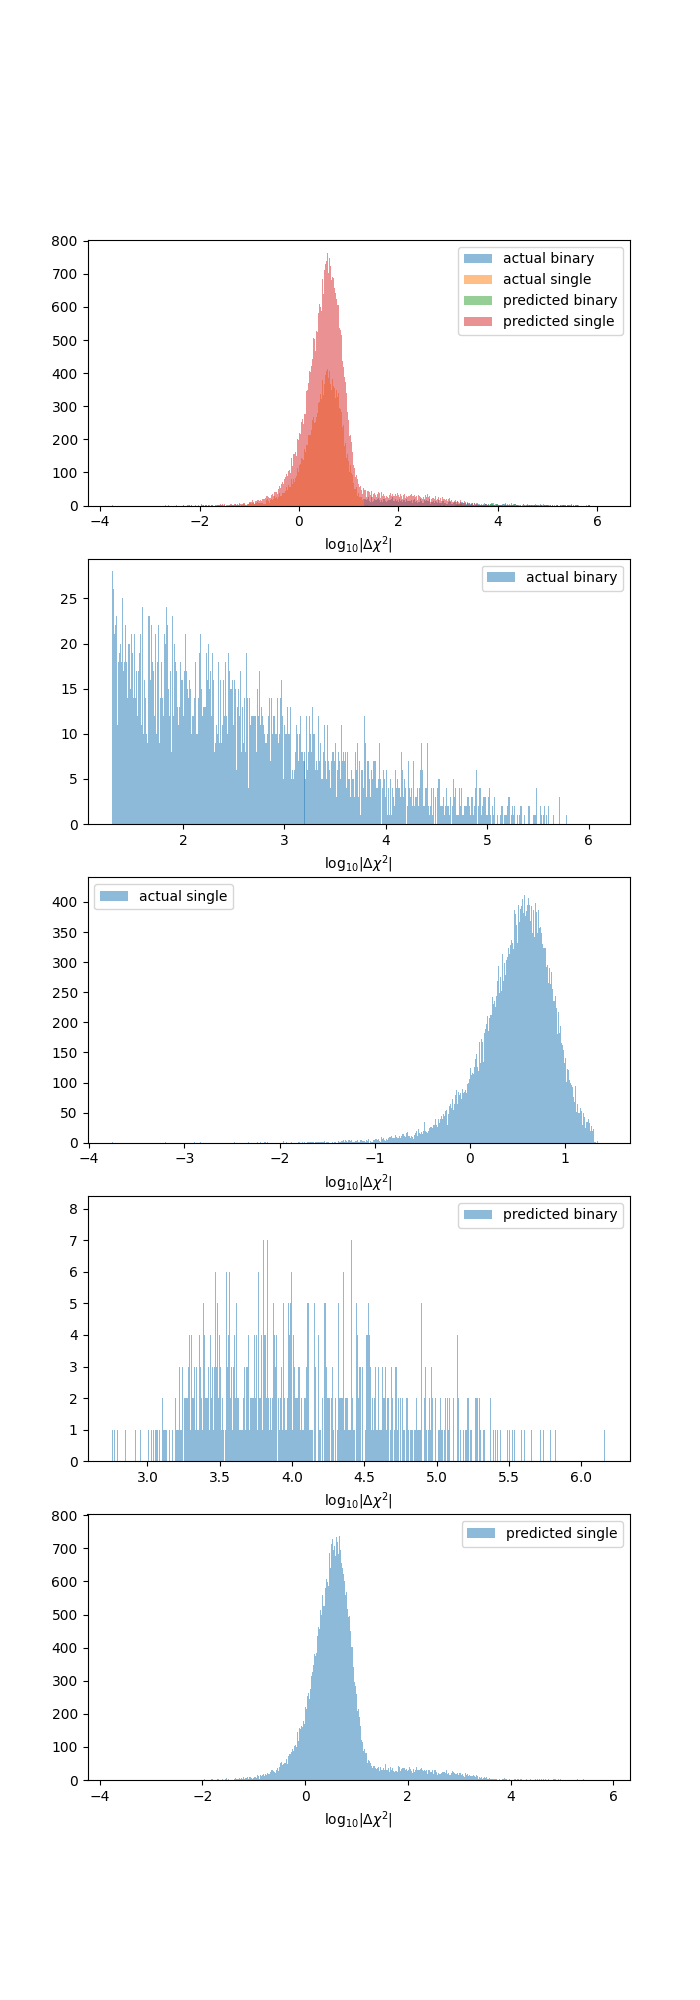 800
700
600
500
400
300
200
100
0
actual binary
actual single
predicted binary
predicted single
−4 −2 0 2 4 6
log₁₀|Δχ²|
25
20
15
10
5
0
actual binary
2 3 4 5 6
log₁₀|Δχ²|
400
350
300
250
200
150
100
50
0
actual single
−4 −3 −2 −1 0 1
log₁₀|Δχ²|
8
7
6
5
4
3
2
1
0
predicted binary
3.0 3.5 4.0 4.5 5.0 5.5 6.0
log₁₀|Δχ²|
800
700
600
500
400
300
200
100
0
predicted single
−4 −2 0 2 4 6
log₁₀|Δχ²|